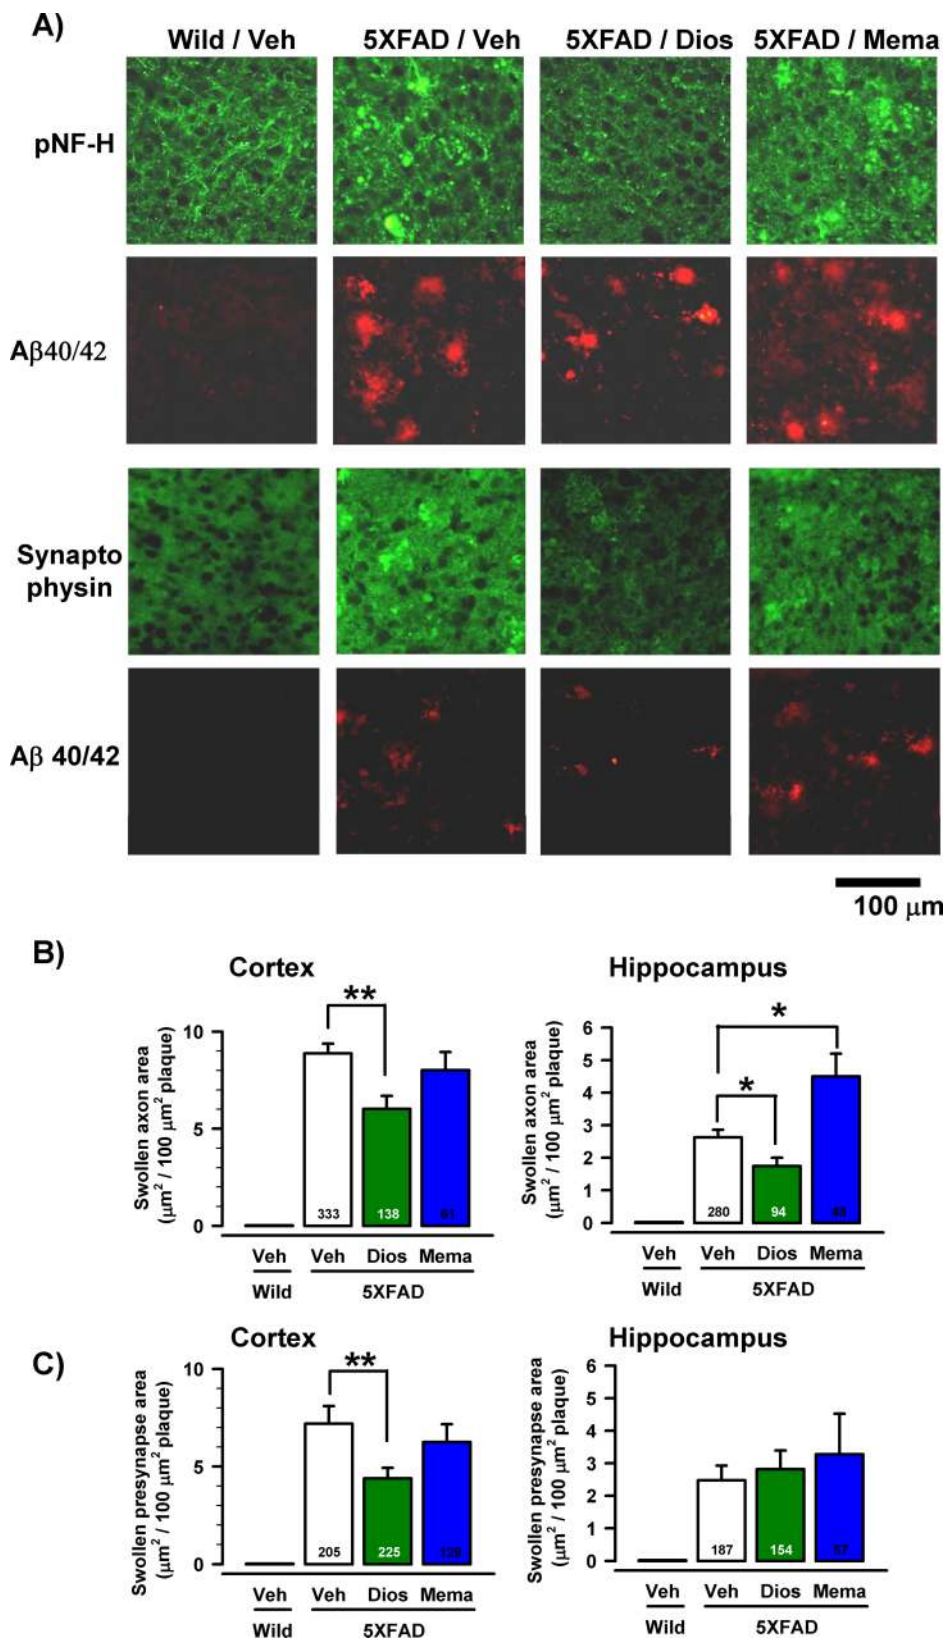 A)
Wild / Veh 5XFAD / Veh 5XFAD / Dios 5XFAD / Mema
pNF-H
Aβ40/42
Synapto
physin
Aβ 40/42
100 μm
B)
Cortex
**
Swollen axon area
(μm² / 100 μm² plaque)
10
5
0
333 138 61
Veh Veh Dios Mema
Wild 5XFAD
Hippocampus
*
*
Swollen axon area
(μm² / 100 μm² plaque)
6
5
4
3
2
1
0
280 94
Veh Veh Dios Mema
Wild 5XFAD
C)
Cortex
**
Swollen presynapse area
(μm² / 100 μm² plaque)
10
5
0
205 225 129
Veh Veh Dios Mema
Wild 5XFAD
Hippocampus
Swollen presynapse area
(μm² / 100 μm² plaque)
6
5
4
3
2
1
0
187 154 57
Veh Veh Dios Mema
Wild 5XFAD